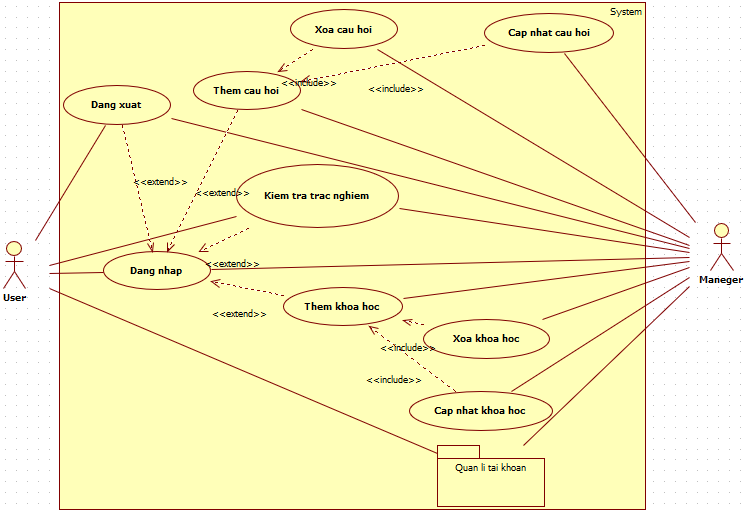 System
Xoa cau hoi
Cap nhat cau hoi
<<include>>
<<include>>
Them cau hoi
Dang xuat
<<extend>>
<<extend>>
Kiem tra trac nghiem
Dang nhap
<<extend>>
User
Maneger
Them khoa hoc
<<extend>>
Xoa khoa hoc
<<include>>
<<include>>
Cap nhat khoa hoc
Quan li tai khoan